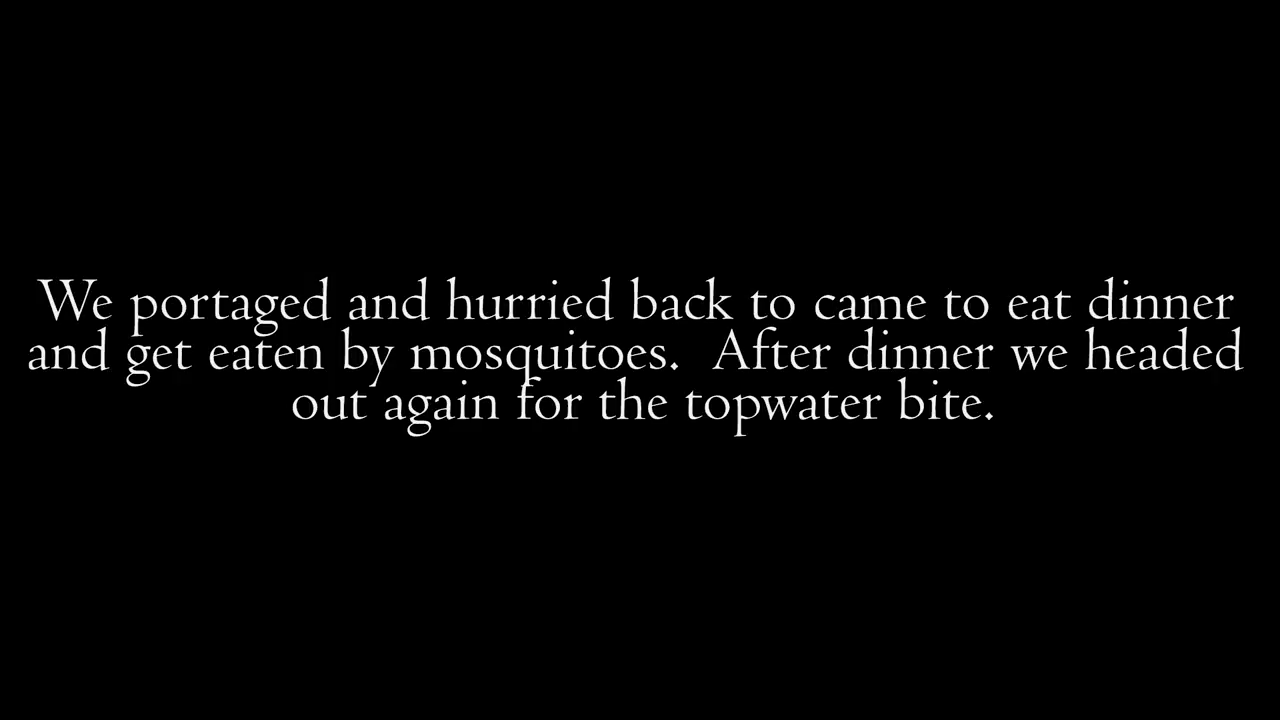 We portaged and hurried back to came to eat dinner
and get eaten by mosquitoes.  After dinner we headed
out again for the topwater bite.